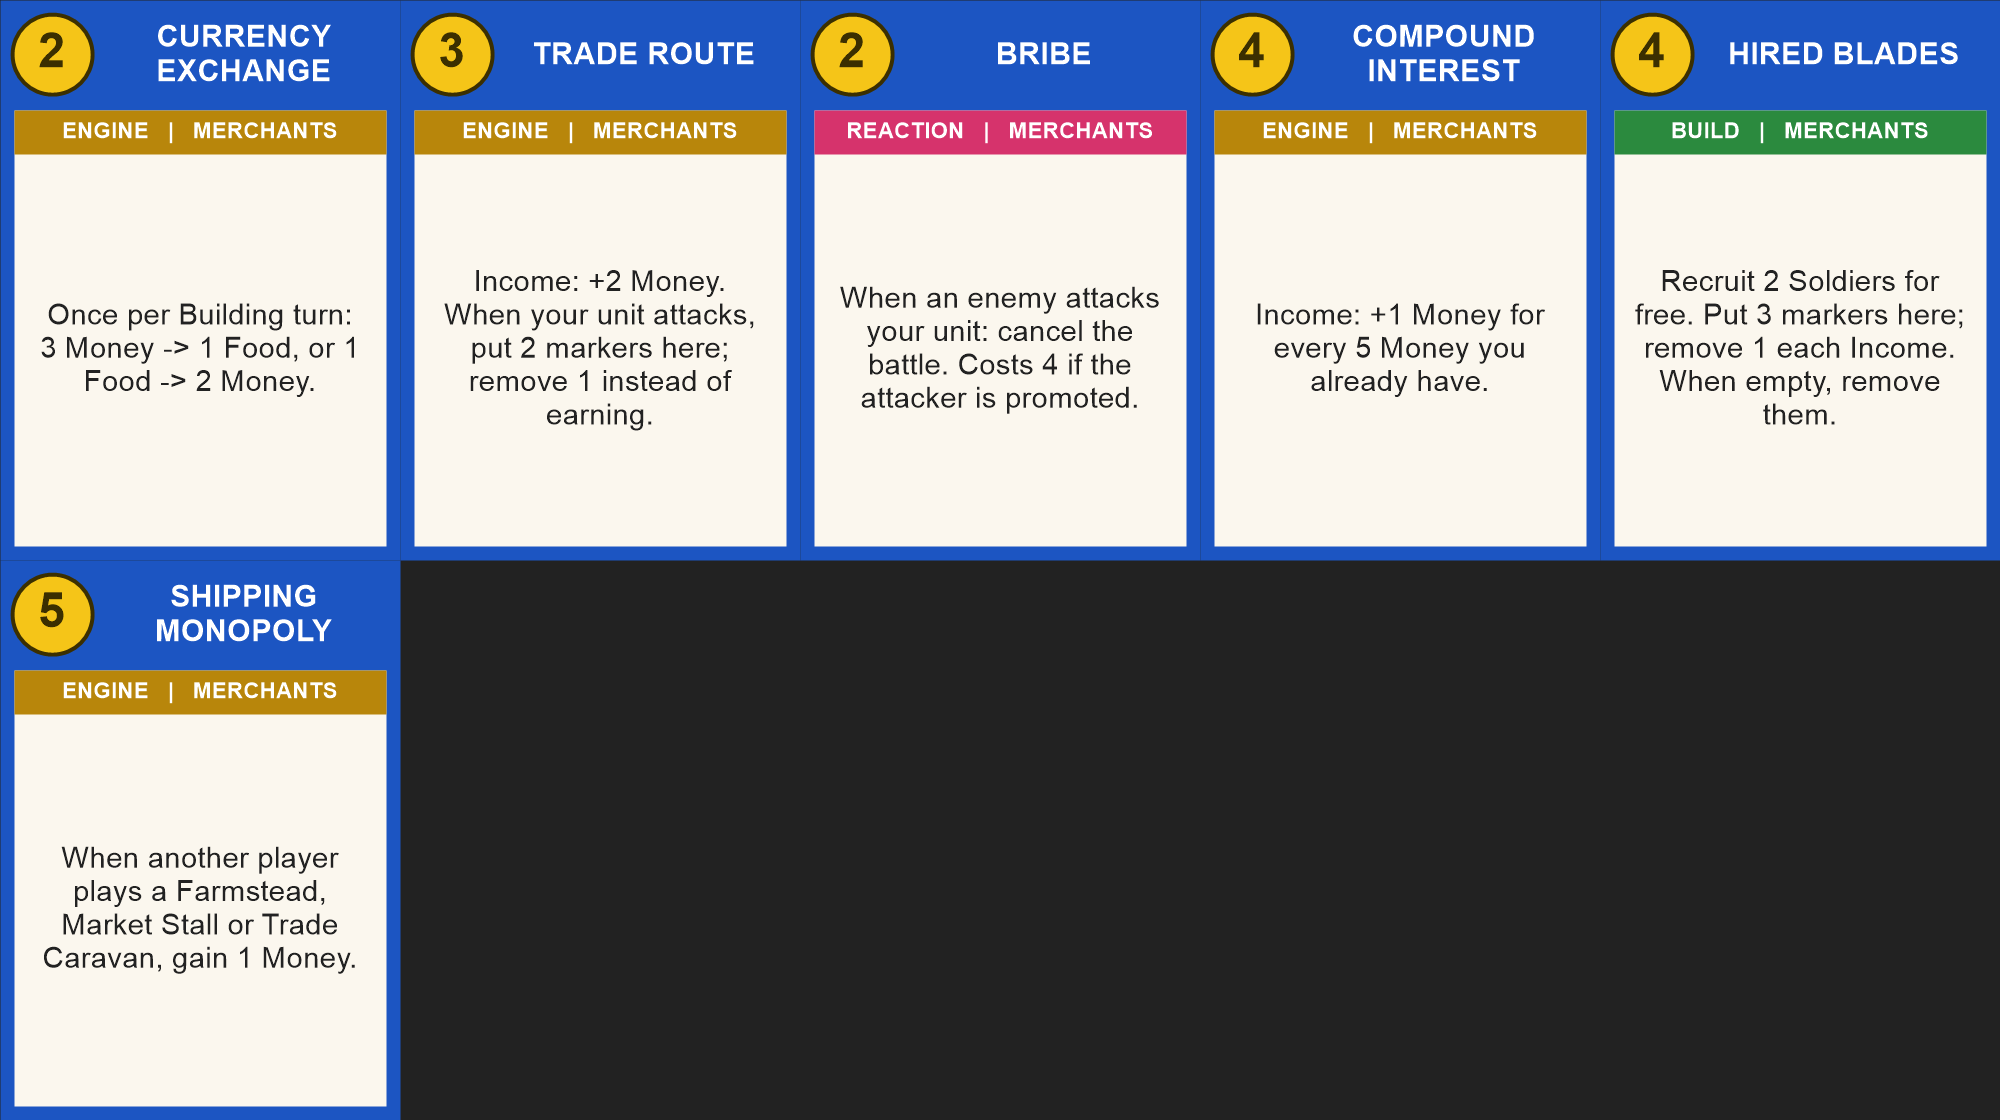 2
CURRENCY
EXCHANGE
ENGINE | MERCHANTS
Once per Building turn:
3 Money -> 1 Food, or 1
Food -> 2 Money.
3
TRADE ROUTE
ENGINE | MERCHANTS
Income: +2 Money.
When your unit attacks,
put 2 markers here;
remove 1 instead of
earning.
2
BRIBE
REACTION | MERCHANTS
When an enemy attacks
your unit: cancel the
battle. Costs 4 if the
attacker is promoted.
4
COMPOUND
INTEREST
ENGINE | MERCHANTS
Income: +1 Money for
every 5 Money you
already have.
4
HIRED BLADES
BUILD | MERCHANTS
Recruit 2 Soldiers for
free. Put 3 markers here;
remove 1 each Income.
When empty, remove
them.
5
SHIPPING
MONOPOLY
ENGINE | MERCHANTS
When another player
plays a Farmstead,
Market Stall or Trade
Caravan, gain 1 Money.